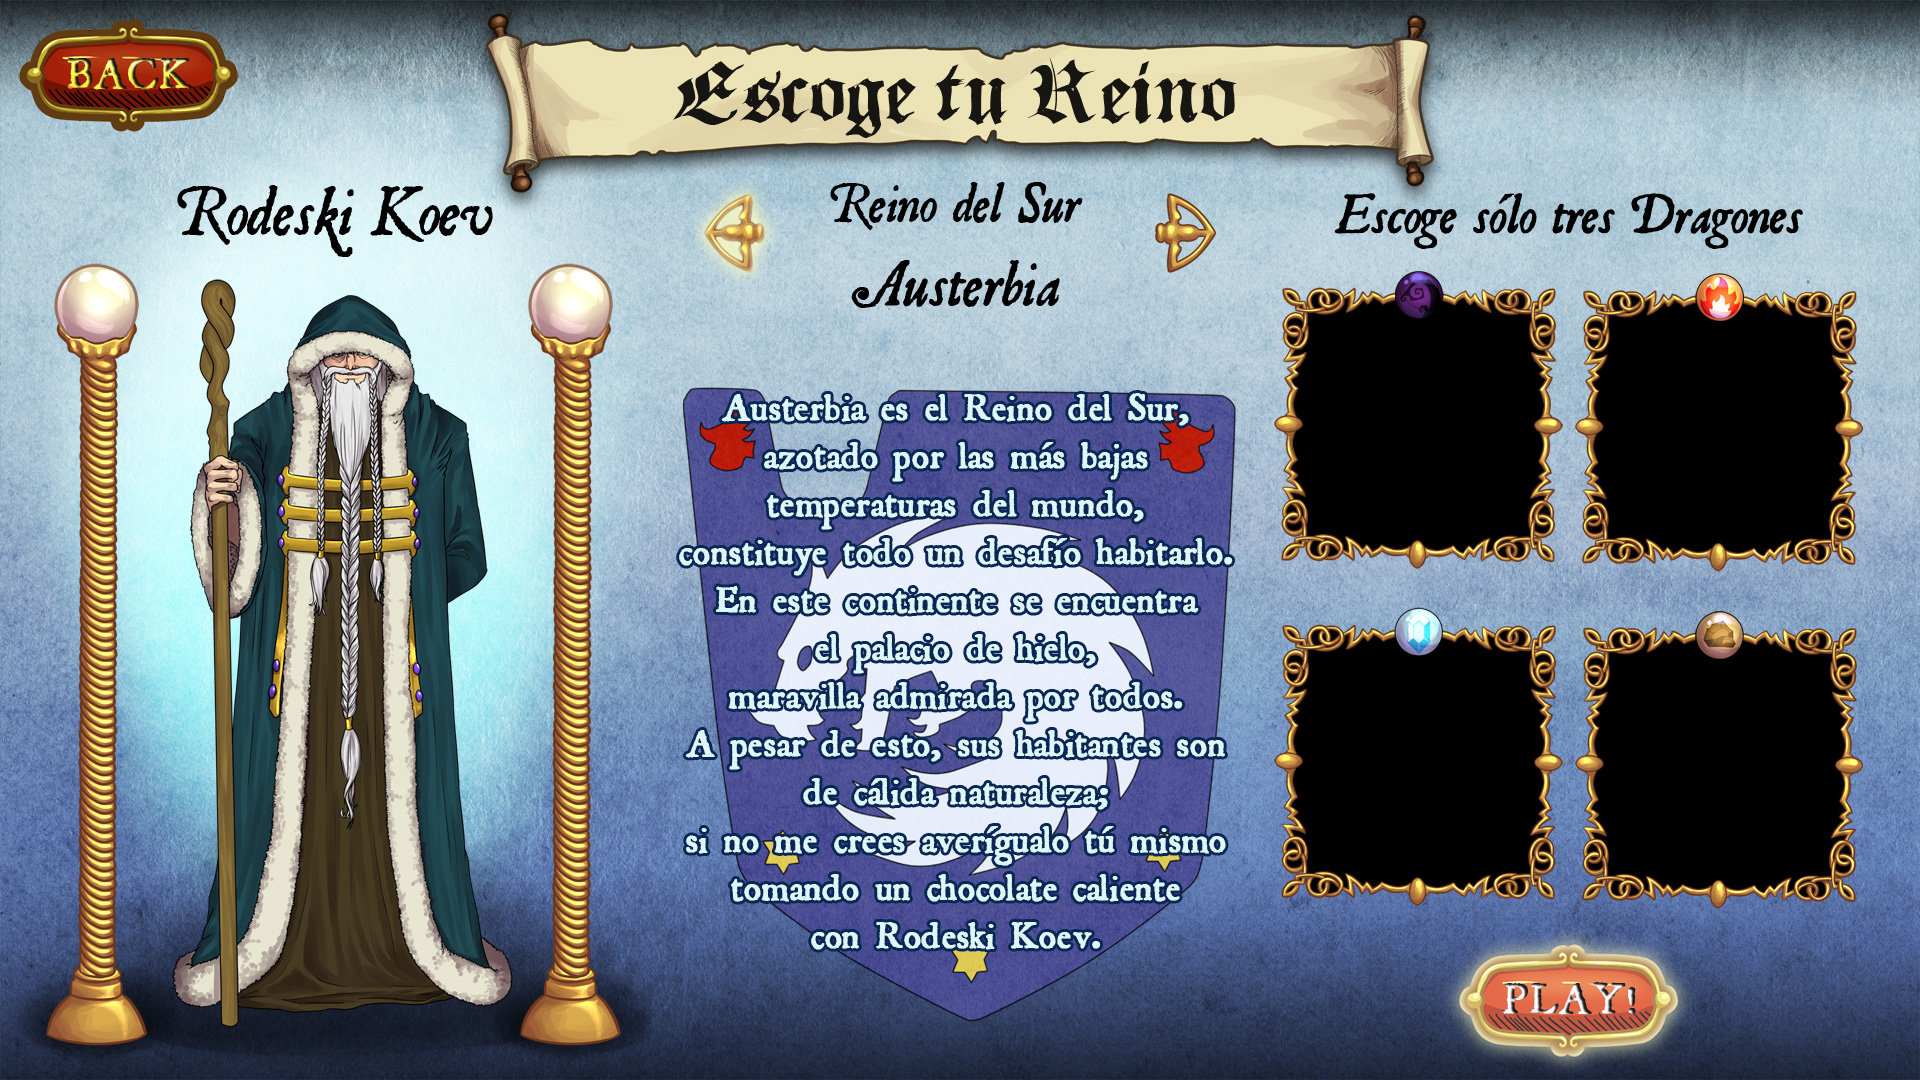 BACK
Escoge tu Reino
Rodeski Koev
Reino del Sur
Austerbia
Escoge sólo tres Dragones
Austerbia es el Reino del Sur,
azotado por las más bajas
temperaturas del mundo,
constituye todo un desafío habitarlo.
En este continente se encuentra
el palacio de hielo,
maravilla admirada por todos.
A pesar de esto, sus habitantes son
de cálida naturaleza;
si no me crees averígualo tú mismo
tomando un chocolate caliente
con Rodeski Koev.
PLAY!